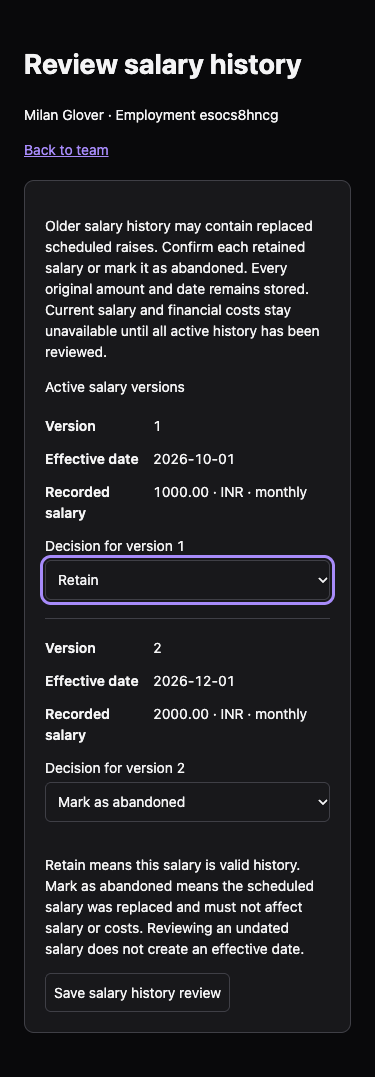 Review salary history
Milan Glover · Employment esocs8hncg
Back to team
Older salary history may contain replaced
scheduled raises. Confirm each retained
salary or mark it as abandoned. Every
original amount and date remains stored.
Current salary and financial costs stay
unavailable until all active history has been
reviewed.
Active salary versions
Version 1
Effective date 2026-10-01
Recorded salary 1000.00 · INR · monthly
Decision for version 1
Retain
Version 2
Effective date 2026-12-01
Recorded salary 2000.00 · INR · monthly
Decision for version 2
Mark as abandoned
Retain means this salary is valid history.
Mark as abandoned means the scheduled
salary was replaced and must not affect
salary or costs. Reviewing an undated
salary does not create an effective date.
Save salary history review